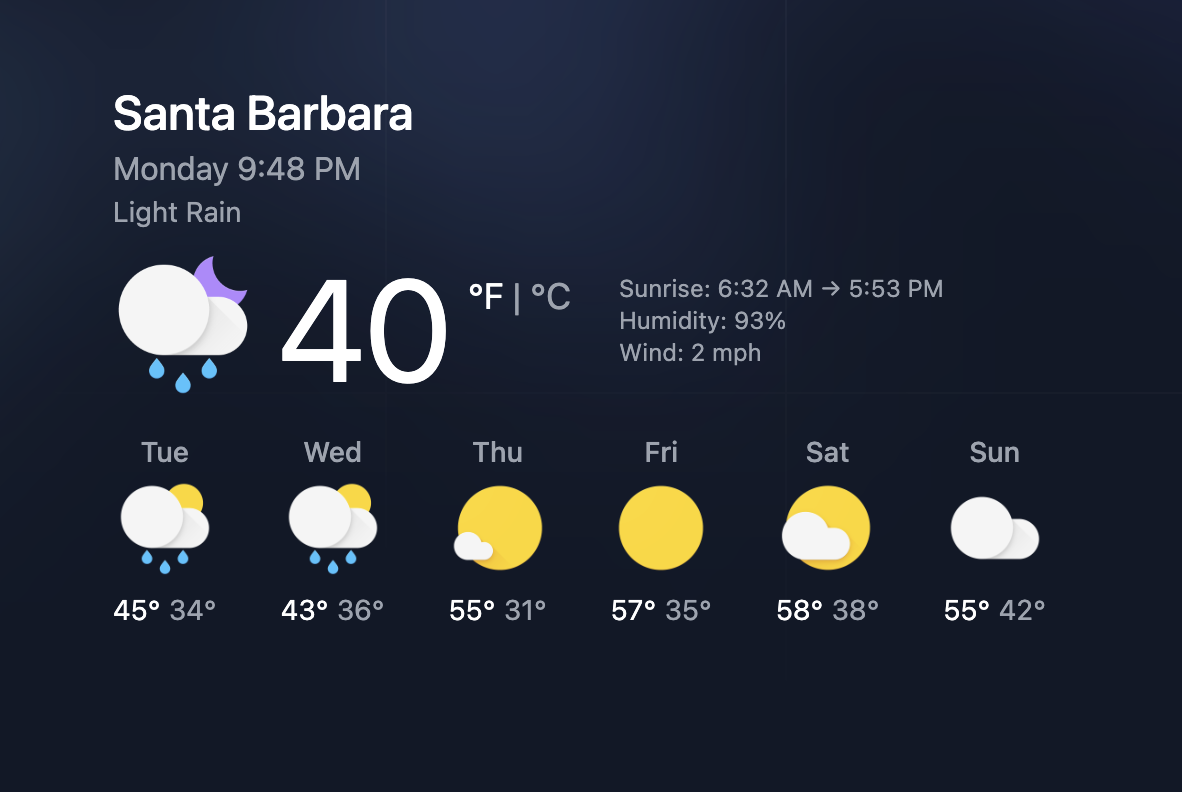 Santa Barbara
Monday 9:48 PM
Light Rain
40 °F | °C
Sunrise: 6:32 AM → 5:53 PM
Humidity: 93%
Wind: 2 mph
Tue Wed Thu Fri Sat Sun
45° 34° 43° 36° 55° 31° 57° 35° 58° 38° 55° 42°